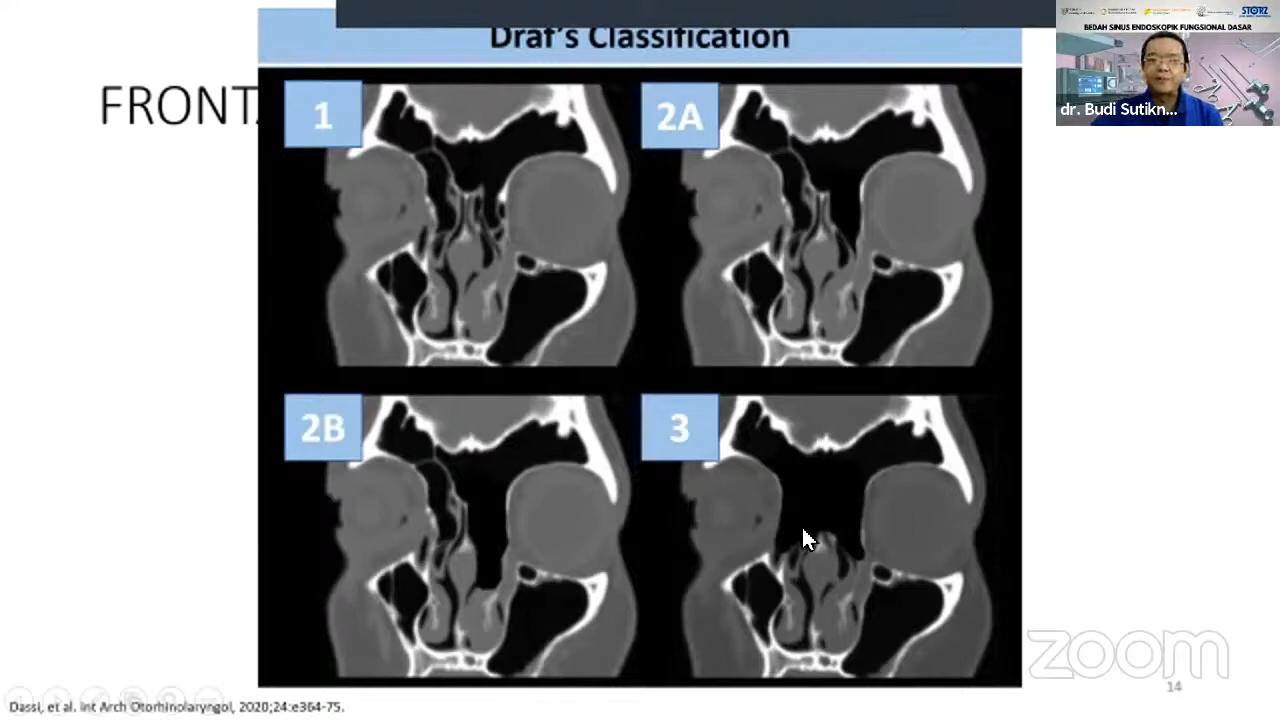 Draf's Classification
FRONT
1
2A
2B
3
STORZ
BEDAH SINUS ENDOSKOPIK FUNGSIONAL DASAR
dr. Budi Sutikn...
zoom
14
Dassi, et al. Int Arch Otorhinolaryngol, 2020;24:e364-75.